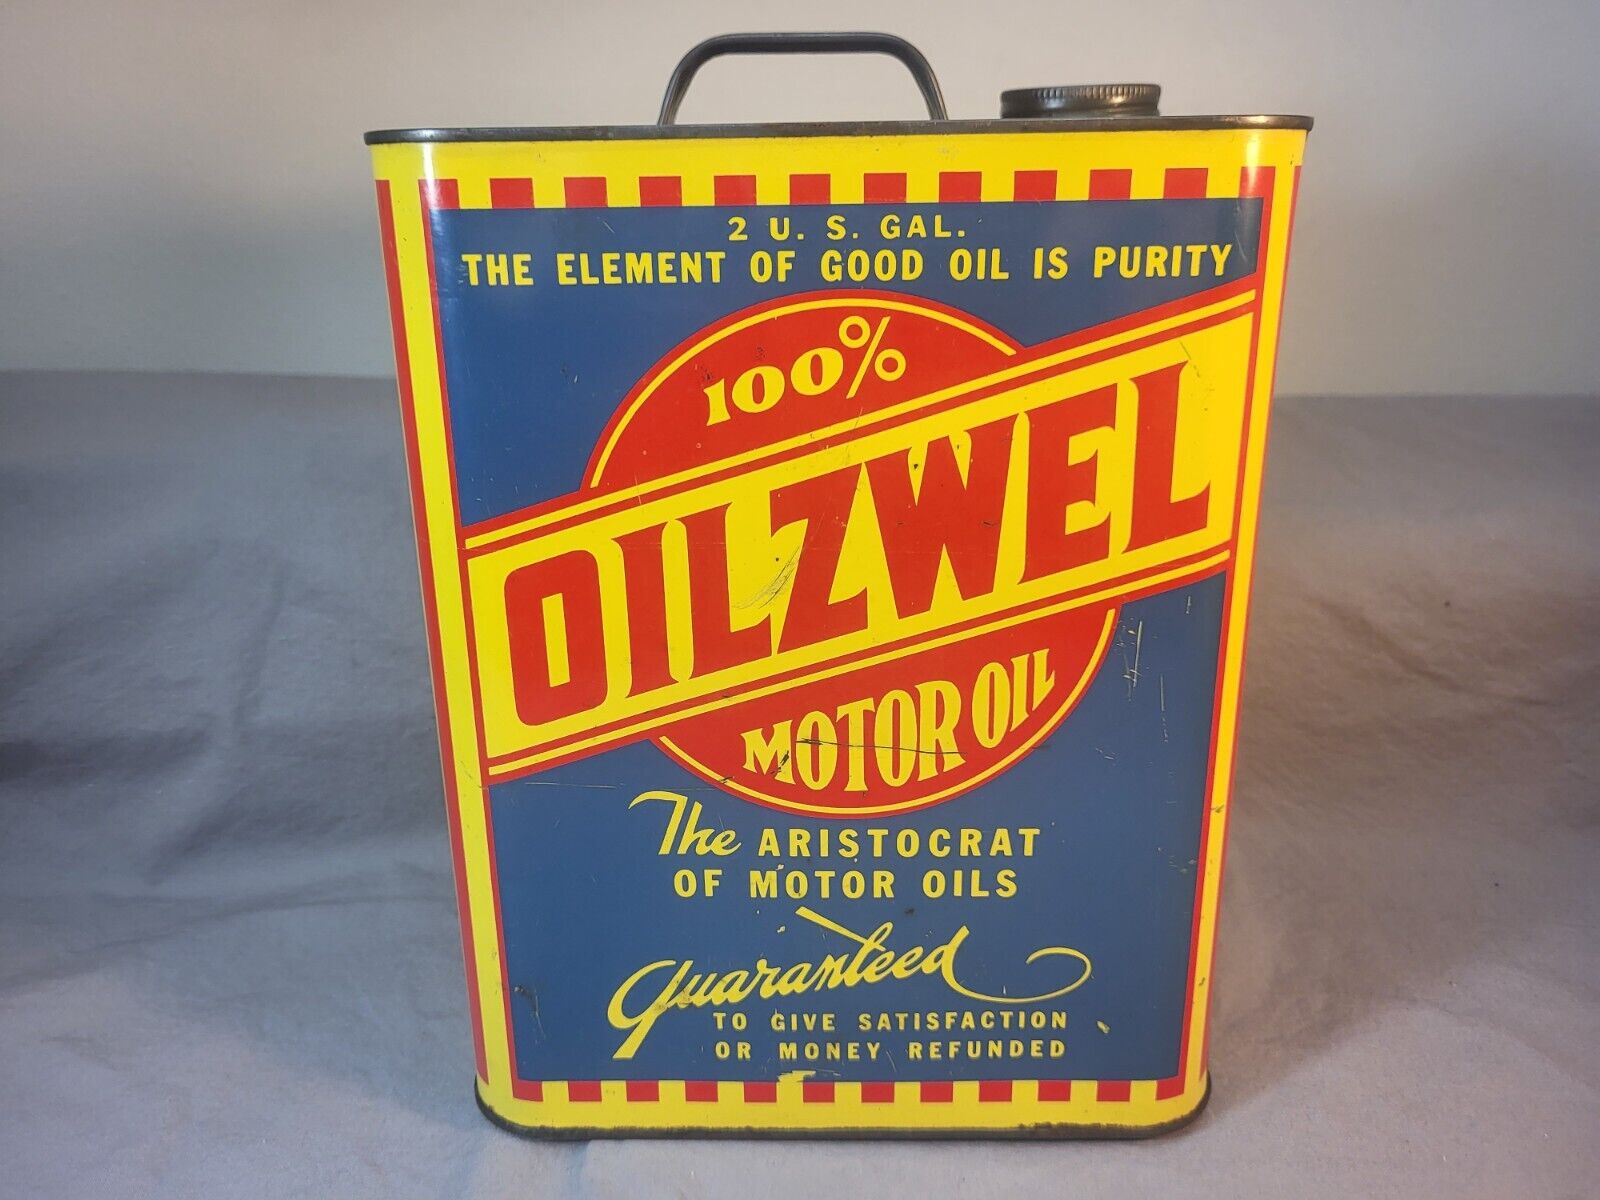 2 U. S. GAL.
THE ELEMENT OF GOOD OIL IS PURITY
100%
OILZWEL
MOTOR OIL
The ARISTOCRAT
OF MOTOR OILS
Guaranteed
TO GIVE SATISFACTION
OR MONEY REFUNDED